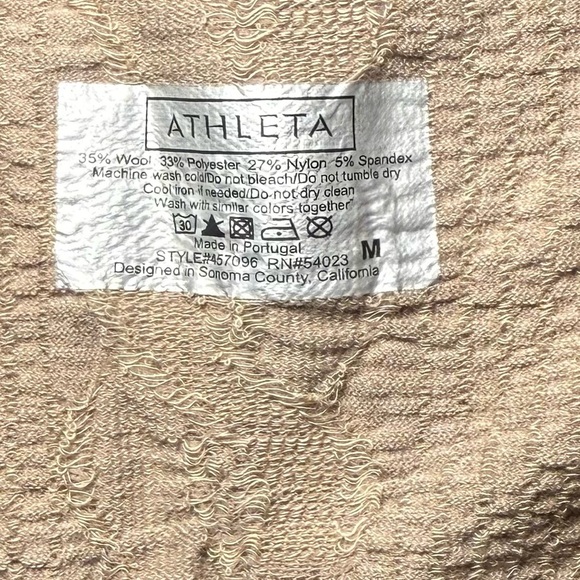 ATHLETA
35% Wool 33% Polyester 27% Nylon 5% Spandex
Machine wash cold/Do not bleach/Do not tumble dry
Cool iron if needed/Do not dry clean
Wash with similar colors together
30
Made in Portugal
STYLE#457096 RN#54023 M
Designed in Sonoma County, California